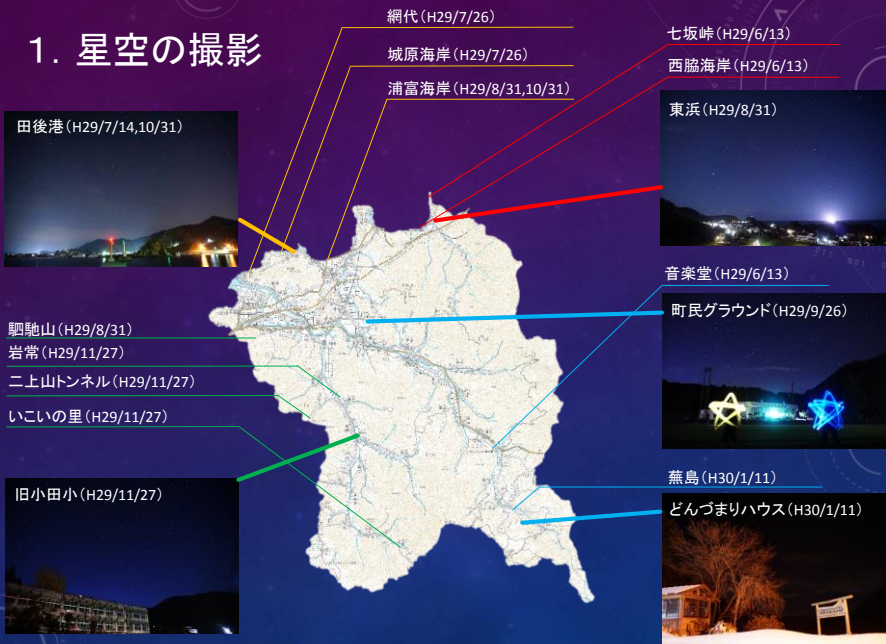 1. 星空の撮影
網代(H29/7/26)
城原海岸(H29/7/26)
浦富海岸(H29/8/31,10/31)
七坂峠(H29/6/13)
西脇海岸(H29/6/13)
田後港(H29/7/14,10/31)
東浜(H29/8/31)
音楽堂(H29/6/13)
町民グラウンド(H29/9/26)
駟馳山(H29/8/31)
岩常(H29/11/27)
二上山トンネル(H29/11/27)
いこいの里(H29/11/27)
旧小田小(H29/11/27)
蕪島(H30/1/11)
どんづまりハウス(H30/1/11)